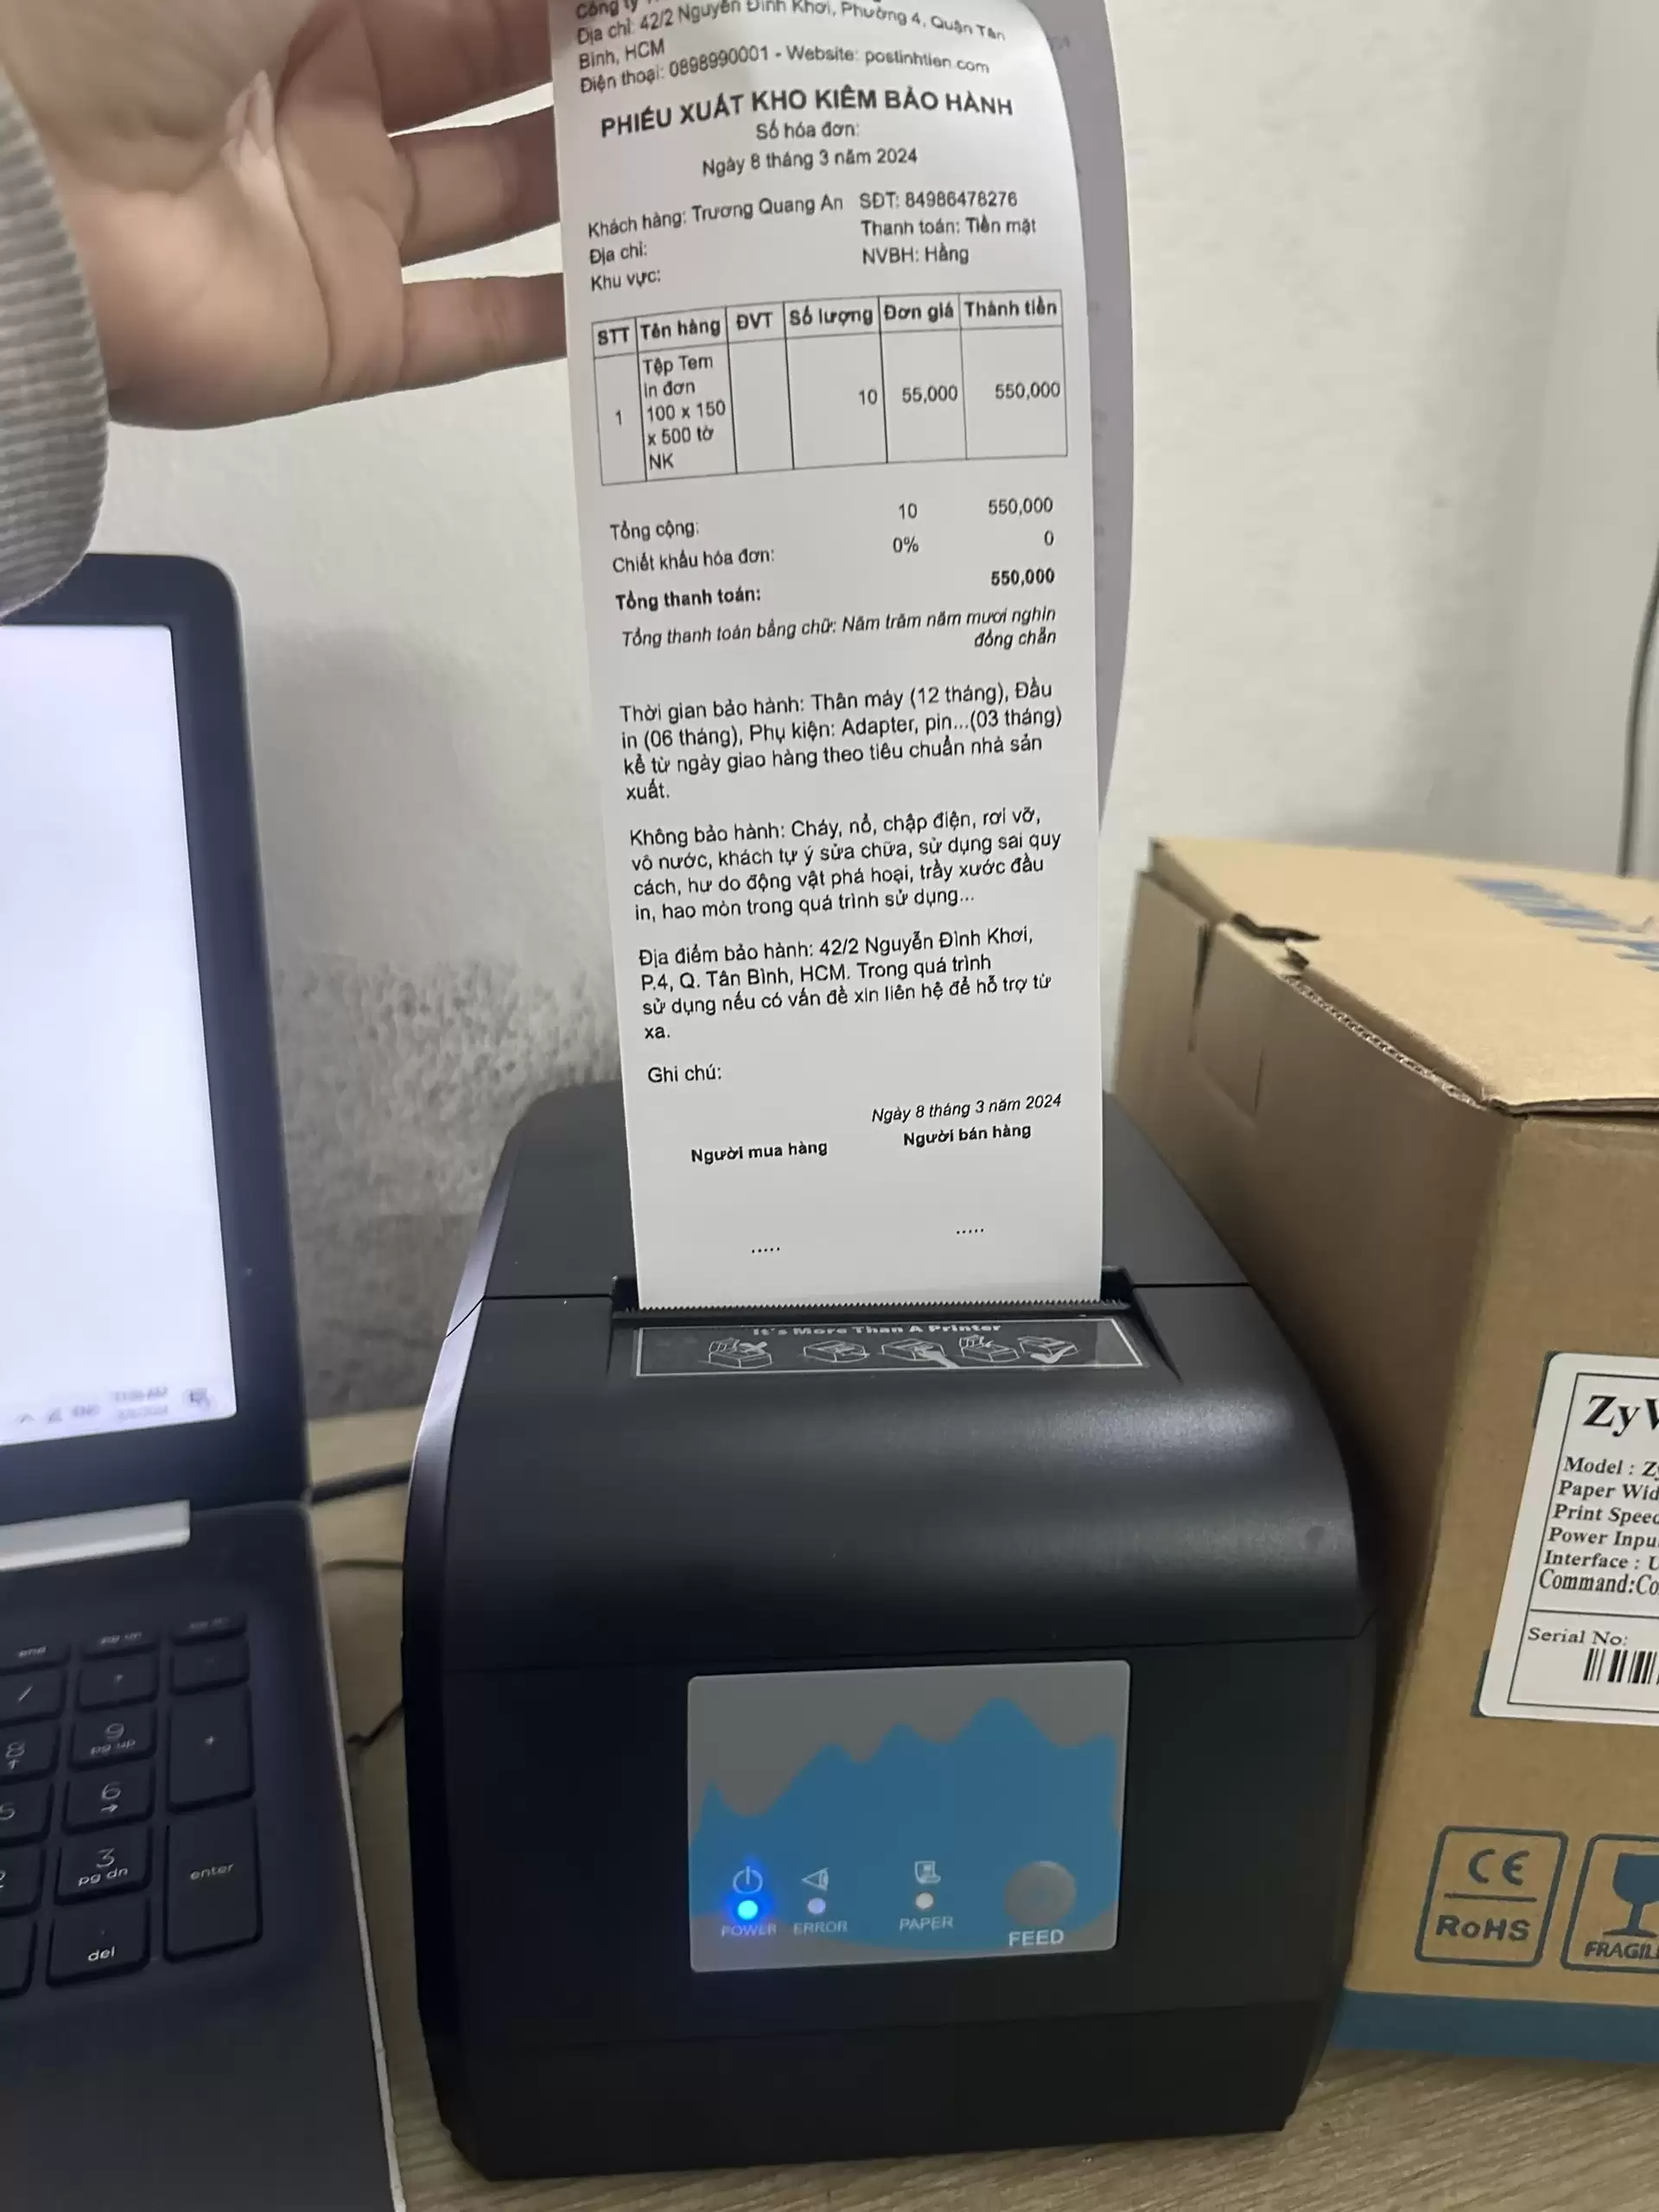 Công ty
Địa chỉ: 42/2 Nguyễn Đình Khơi, Phường 4, Quận Tân
Bình, HCM
Điện thoại: 0898990001 - Website: postinhtien.com
PHIẾU XUẤT KHO KIÊM BẢO HÀNH
Số hóa đơn:
Ngày 8 tháng 3 năm 2024
Khách hàng: Trương Quang An SĐT: 84986478276
Địa chỉ: Thanh toán: Tiền mặt
Khu vực: NVBH: Hằng
STT Tên hàng ĐVT Số lượng Đơn giá Thành tiền
1 Tệp Tem in đơn 100 x 150 x 500 tờ NK 10 55,000 550,000
Tổng cộng: 10 550,000
Chiết khấu hóa đơn: 0% 0
Tổng thanh toán: 550,000
Tổng thanh toán bằng chữ: Năm trăm năm mươi nghìn
đồng chẵn
Thời gian bảo hành: Thân máy (12 tháng), Đầu
in (06 tháng), Phụ kiện: Adapter, pin...(03 tháng)
kể từ ngày giao hàng theo tiêu chuẩn nhà sản
xuất.
Không bảo hành: Cháy, nổ, chập điện, rơi vỡ,
vô nước, khách tự ý sửa chữa, sử dụng sai quy
cách, hư do động vật phá hoại, trầy xước đầu
in, hao mòn trong quá trình sử dụng...
Địa điểm bảo hành: 42/2 Nguyễn Đình Khơi,
P.4, Q. Tân Bình, HCM. Trong quá trình
sử dụng nếu có vấn đề xin liên hệ để hỗ trợ từ
xa.
Ghi chú:
Ngày 8 tháng 3 năm 2024
Người mua hàng Người bán hàng
..... .....
It's More Than A Printer
POWER ERROR PAPER FEED
Model :
Paper
Print
Power
Interface :
Command:
Serial No:
CE
RoHS
end
/
+
9
pg up
8
6
5
3
pg dn
enter
del